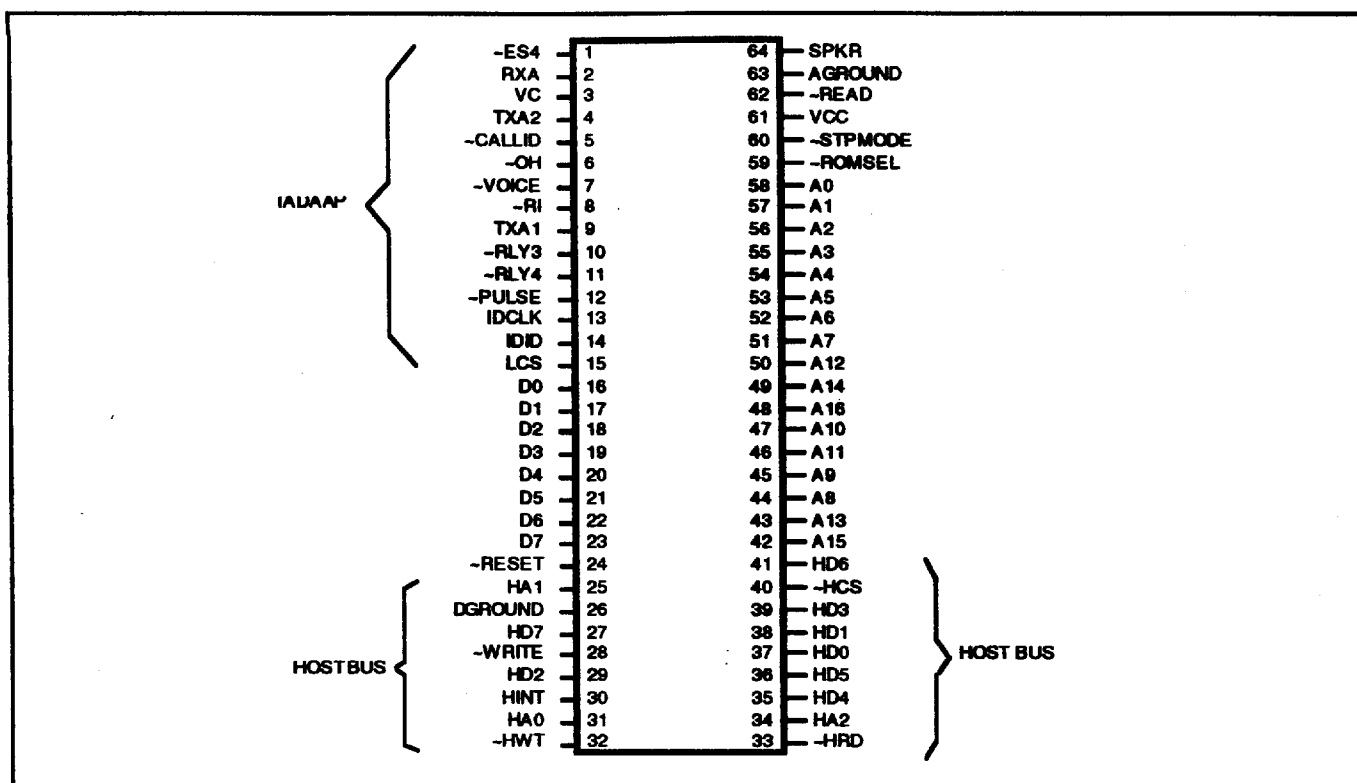 ~ES4 1 64 SPKR
RXA 2 63 AGROUND
VC 3 62 ~READ
TXA2 4 61 VCC
~CALLID 5 60 ~STPMODE
~OH 6 59 ~ROMSEL
~VOICE 7 58 A0
~RI 8 57 A1
TXA1 9 56 A2
~RLY3 10 55 A3
~RLY4 11 54 A4
~PULSE 12 53 A5
IDCLK 13 52 A6
IDID 14 51 A7
LCS 15 50 A12
D0 16 49 A14
D1 17 48 A16
D2 18 47 A10
D3 19 46 A11
D4 20 45 A9
D5 21 44 A8
D6 22 43 A13
D7 23 42 A15
~RESET 24 41 HD6
HA1 25 40 ~HCS
DGROUND 26 39 HD3
HD7 27 38 HD1
~WRITE 28 37 HD0
HD2 29 36 HD5
HINT 30 35 HD4
HA0 31 34 HA2
~HWT 32 33 ~HRD
HOST BUS
HOST BUS